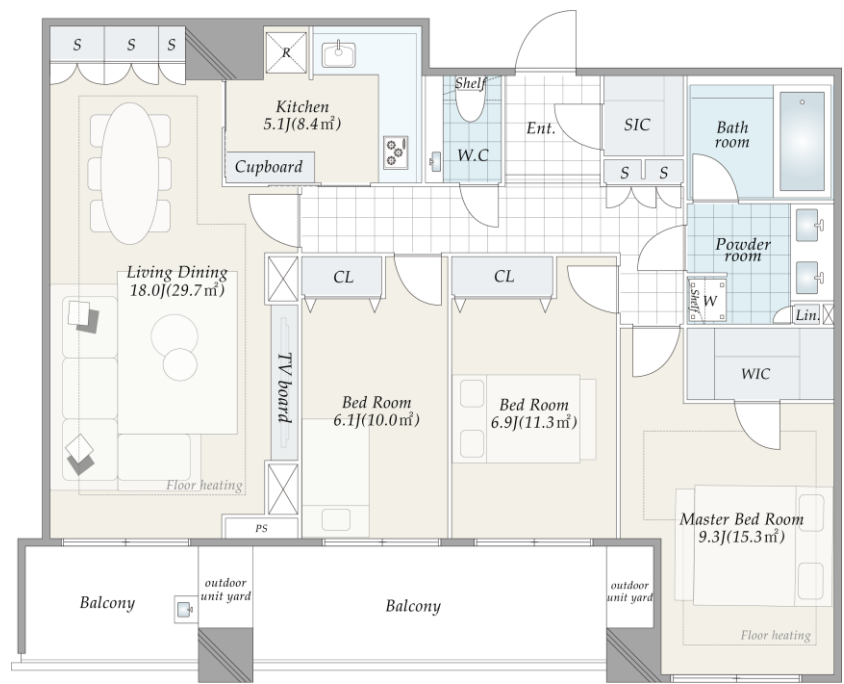 S
S
S
R
Kitchen
5.1J(8.4㎡)
Cupboard
Shelf
W.C
Ent.
SIC
S
S
Bath
room
Powder
room
Shelf
W
Lin.
Living Dining
18.0J(29.7㎡)
CL
CL
TV board
WIC
Bed Room
6.1J(10.0㎡)
Bed Room
6.9J(11.3㎡)
Floor heating
PS
Master Bed Room
9.3J(15.3㎡)
Floor heating
Balcony
outdoor
unit yard
Balcony
outdoor
unit yard